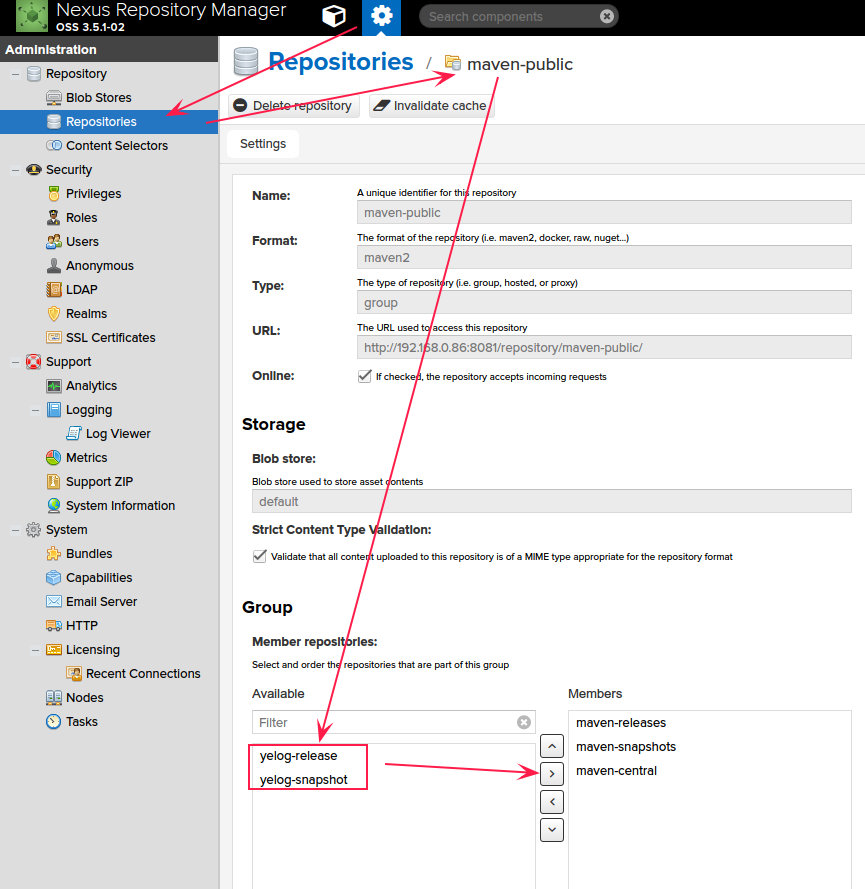 Nexus Repository Manager
OSS 3.5.1-02
Search components
Administration
Repository
Blob Stores
Repositories
Content Selectors
Security
Privileges
Roles
Users
Anonymous
LDAP
Realms
SSL Certificates
Support
Analytics
Logging
Log Viewer
Metrics
Support ZIP
System Information
System
Bundles
Capabilities
Email Server
HTTP
Licensing
Recent Connections
Nodes
Tasks
Repositories / maven-public
Delete repository Invalidate cache
Settings
Name: A unique identifier for this repository
maven-public
Format: The format of the repository (i.e. maven2, docker, raw, nuget...)
maven2
Type: The type of repository (i.e. group, hosted, or proxy)
group
URL: The URL used to access this repository
http://192.168.0.86:8081/repository/maven-public/
Online: If checked, the repository accepts incoming requests
Storage
Blob store:
Blob store used to store asset contents
default
Strict Content Type Validation:
Validate that all content uploaded to this repository is of a MIME type appropriate for the repository format
Group
Member repositories:
Select and order the repositories that are part of this group
Available
Filter
yelog-release
yelog-snapshot
Members
maven-releases
maven-snapshots
maven-central